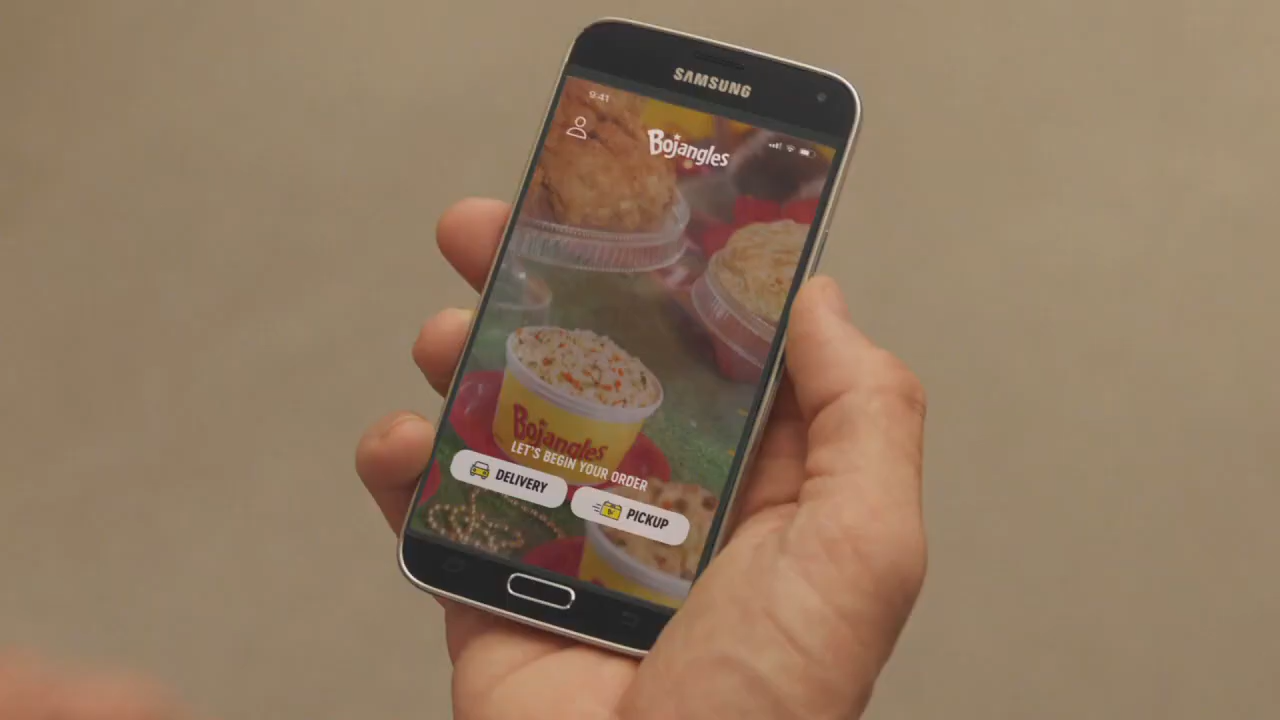 SAMSUNG
9:41
Bojangles
Bojangles
LET'S BEGIN YOUR ORDER
DELIVERY
PICKUP